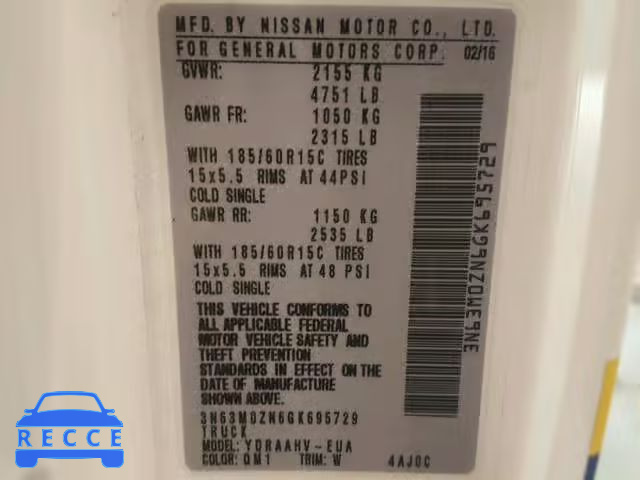 MFD. BY NISSAN MOTOR CO., LTD.
FOR GENERAL MOTORS CORP. 02/16
GVWR: 2155 KG
4751 LB
GAWR FR: 1050 KG
2315 LB
WITH 185/60R15C TIRES
15x5.5 RIMS AT 44PSI
COLD SINGLE
GAWR RR: 1150 KG
2535 LB
WITH 185/60R15C TIRES
15x5.5 RIMS AT 48 PSI
COLD SINGLE
THIS VEHICLE CONFORMS TO
ALL APPLICABLE FEDERAL
MOTOR VEHICLE SAFETY AND
THEFT PREVENTION
STANDARDS IN EFFECT ON THE
DATE OF MANUFACTURE
SHOWN ABOVE.
3N63M0ZN6GK695729
TRUCK
MODEL: YDRAAHV-EUA
COLOR: QM1 TRIM: W 4AJ0C
3N63M0ZN6GK695729
RECCE